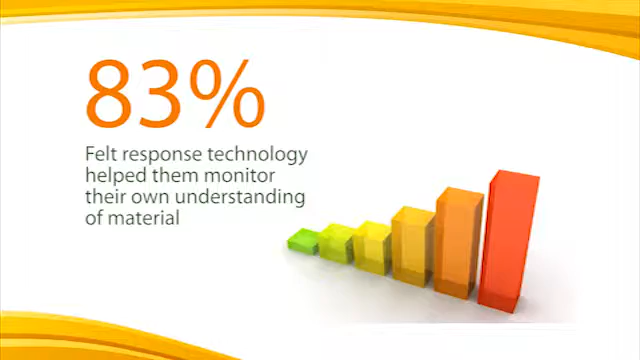 83%
Felt response technology
helped them monitor
their own understanding
of material